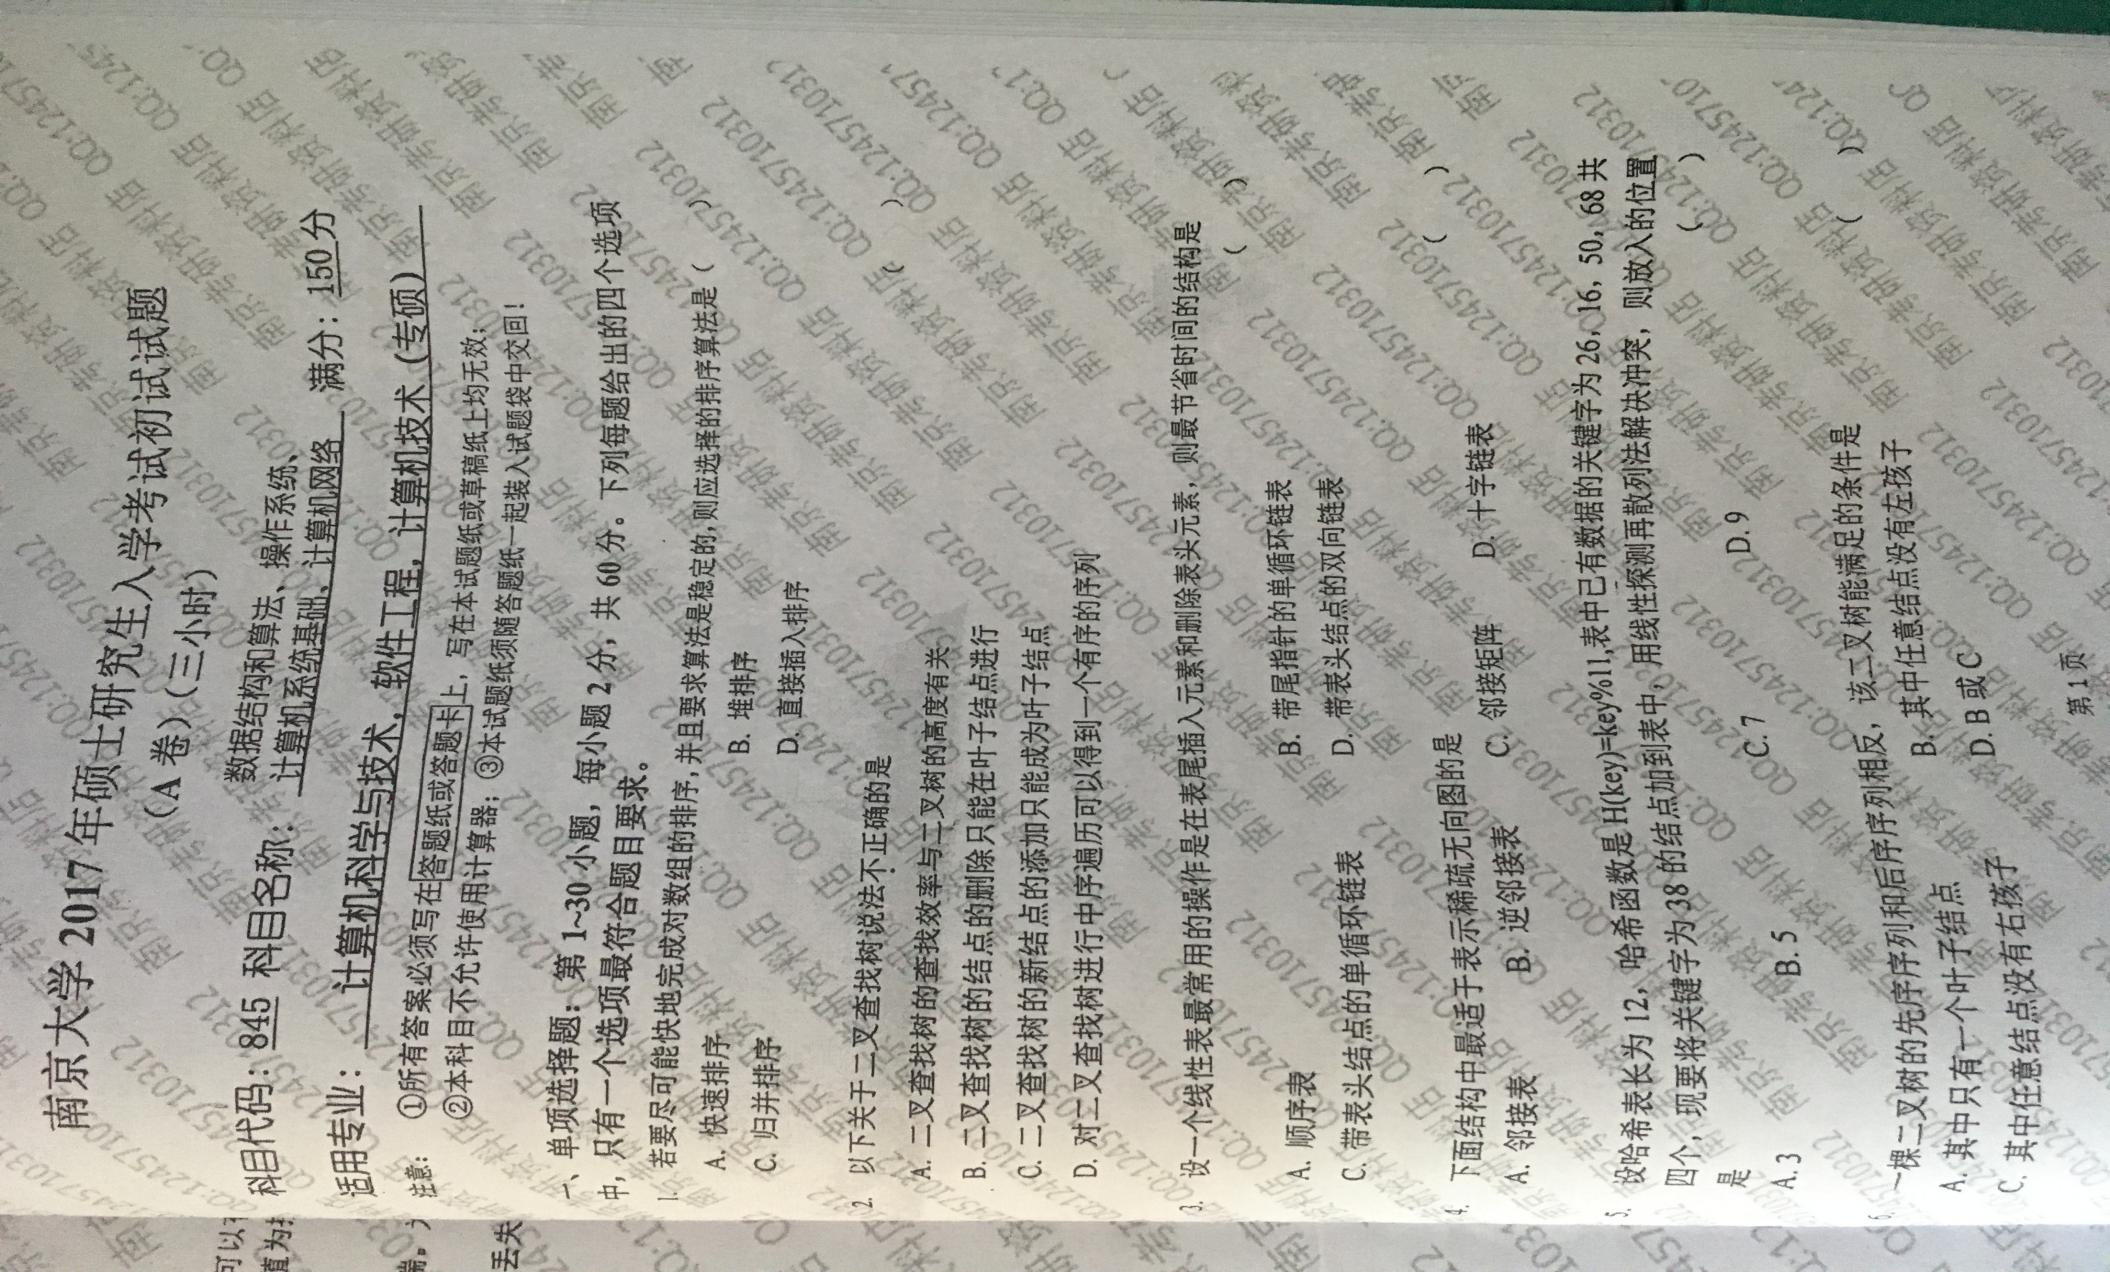 南京大学 2017 年硕士研究生入学考试初试试题
（A 卷）（三小时）
数据结构和算法、操作系统、
科目代码：845 科目名称：计算机系统基础，计算机网络 满分：150 分
适用专业： 计算机科学与技术，软件工程，计算机技术（专硕）
注意： ①所有答案必须写在答题纸或答题卡上，写在本试题纸或草稿纸上均无效；
②本科目不允许使用计算器； ③本试题纸须随答题纸一起装入试题袋中交回！
一、单项选择题：第 1~30 小题，每小题 2 分，共 60 分。下列每题给出的四个选项
中，只有一个选项最符合题目要求。
1. 若要尽可能快地完成对数组的排序，并且要求算法是稳定的，则应选择的排序算法是（ ）
A. 快速排序 B. 堆排序
C. 归并排序 D. 直接插入排序
2. 以下关于二叉查找树说法不正确的是 （ ）
A. 二叉查找树的查找效率与二叉树的高度有关
B. 二叉查找树的结点的删除只能在叶子结点进行
C. 二叉查找树的新结点的添加只能成为叶子结点
D. 对二叉查找树进行中序遍历可以得到一个有序的序列
3. 设一个线性表最常用的操作是在表尾插入元素和删除表头元素，则最节省时间的结构是
（ ）
A. 顺序表 B. 带尾指针的单循环链表
C. 带表头结点的单循环链表 D. 带表头结点的双向链表
4. 下面结构中最适于表示稀疏无向图的是 （ ）
A. 邻接表 B. 逆邻接表 C. 邻接矩阵 D. 十字链表
5. 设哈希表长为 12，哈希函数是 H(key)=key%11,表中已有数据的关键字为 26，16，50，68 共
四个，现要将关键字为 38 的结点加到表中，用线性探测再散列法解决冲突，则放入的位置
是 （ ）
A. 3 B. 5 C. 7 D. 9
6. 一棵二叉树的先序序列和后序序列相反，该二叉树能满足的条件是 （ ）
A. 其中只有一个叶子结点 B. 其中任意结点没有左孩子
C. 其中任意结点没有右孩子 D. B 或 C
第 1 页
南京考研资料店 QQ:1245710312
丢失